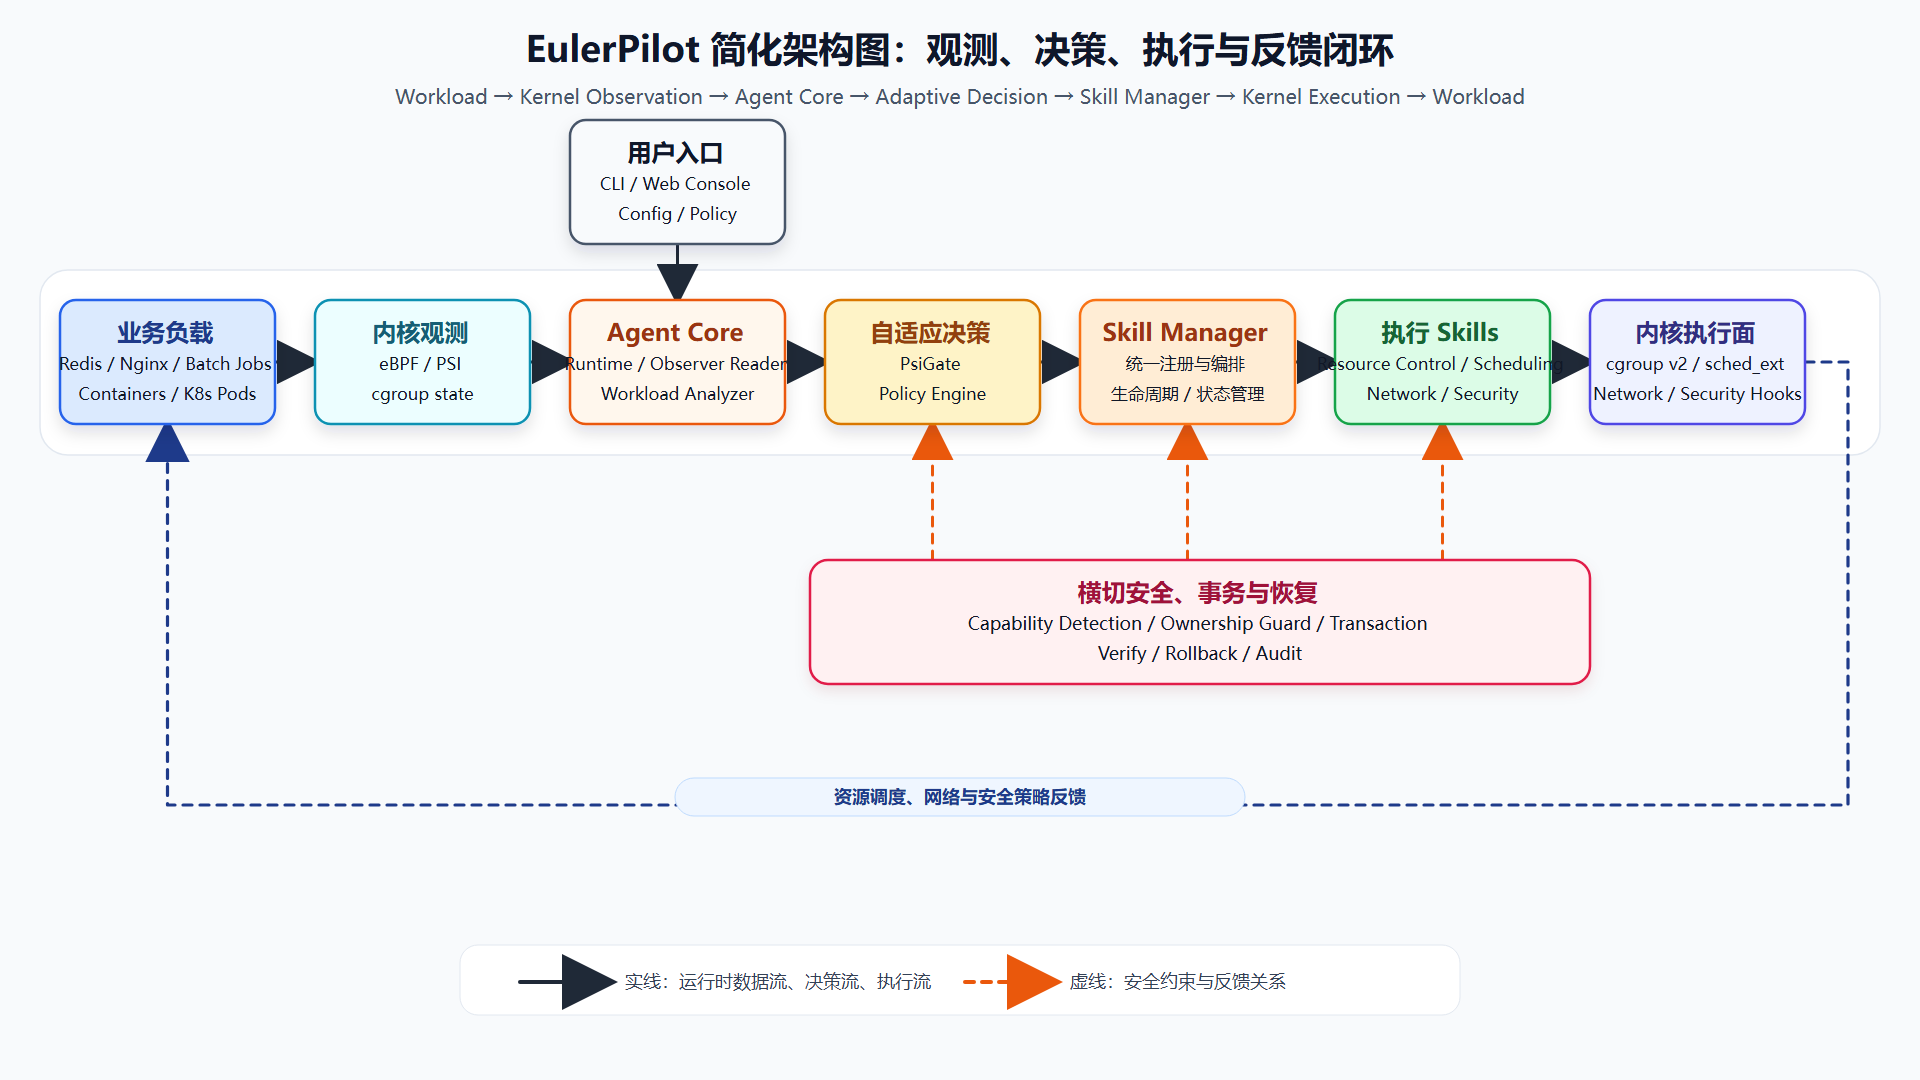 EulerPilot 简化架构图：观测、决策、执行与反馈闭环
Workload → Kernel Observation → Agent Core → Adaptive Decision → Skill Manager → Kernel Execution → Workload
用户入口
CLI / Web Console
Config / Policy
业务负载
Redis / Nginx / Batch Jobs
Containers / K8s Pods
内核观测
eBPF / PSI
cgroup state
Agent Core
Runtime / Observer Reader
Workload Analyzer
自适应决策
PsiGate
Policy Engine
Skill Manager
统一注册与编排
生命周期 / 状态管理
执行 Skills
Resource Control / Scheduling
Network / Security
内核执行面
cgroup v2 / sched_ext
Network / Security Hooks
横切安全、事务与恢复
Capability Detection / Ownership Guard / Transaction
Verify / Rollback / Audit
资源调度、网络与安全策略反馈
实线：运行时数据流、决策流、执行流
虚线：安全约束与反馈关系